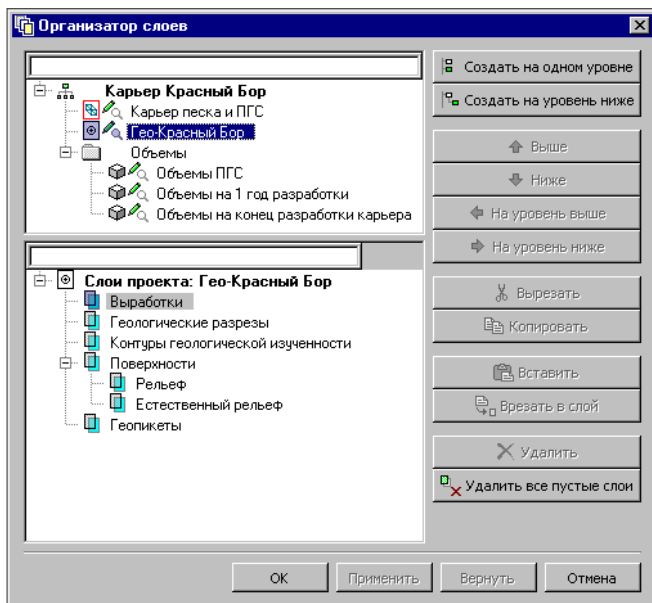 Организатор слоев
Карьер Красный Бор
Карьер песка и ПГС
Гео-Красный Бор
Объемы
Объемы ПГС
Объемы на 1 год разработки
Объемы на конец разработки карьера
Слои проекта: Гео-Красный Бор
Выработки
Геологические разрезы
Контуры геологической изученности
Поверхности
Рельеф
Естественный рельеф
Геопикеты
Создать на одном уровне
Создать на уровень ниже
Выше
Ниже
На уровень выше
На уровень ниже
Вырезать
Копировать
Вставить
Врезать в слой
Удалить
Удалить все пустые слои
ОК
Применить
Вернуть
Отмена